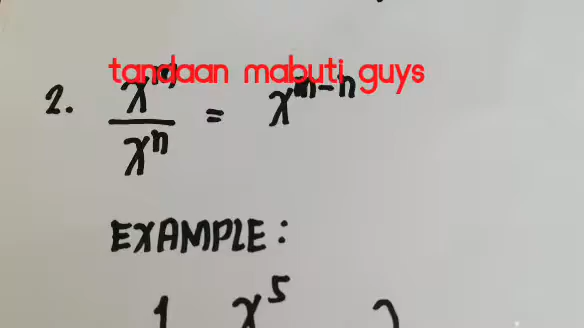 tandaan mabuti guys
2. x^m / x^n = x^m-n
EXAMPLE:
1 x^5